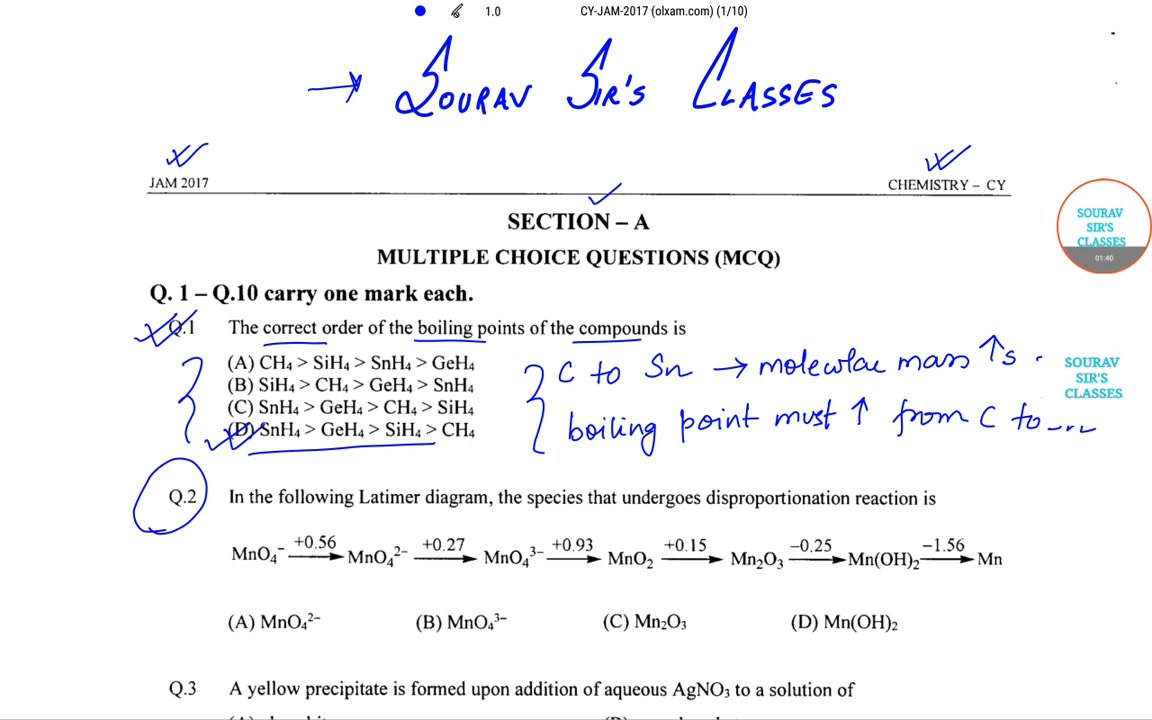 1.0 CY-JAM-2017 (olxam.com) (1/10)
→ SOURAV SIR'S CLASSES
JAM 2017 CHEMISTRY – CY
SECTION – A
SOURAV
SIR'S
CLASSES
01:40
MULTIPLE CHOICE QUESTIONS (MCQ)
Q. 1 – Q.10 carry one mark each.
Q.1 The correct order of the boiling points of the compounds is
(A) CH₄ > SiH₄ > SnH₄ > GeH₄
(B) SiH₄ > CH₄ > GeH₄ > SnH₄
(C) SnH₄ > GeH₄ > CH₄ > SiH₄
(D) SnH₄ > GeH₄ > SiH₄ > CH₄
C to Sn → molecular mass ↑s
boiling point must ↑ from C to
SOURAV
SIR'S
CLASSES
Q.2 In the following Latimer diagram, the species that undergoes disproportionation reaction is
+0.56 +0.27 +0.93 +0.15 –0.25 –1.56
MnO₄⁻ → MnO₄²⁻ → MnO₄³⁻ → MnO₂ → Mn₂O₃ → Mn(OH)₂ → Mn
(A) MnO₄²⁻ (B) MnO₄³⁻ (C) Mn₂O₃ (D) Mn(OH)₂
Q.3 A yellow precipitate is formed upon addition of aqueous AgNO₃ to a solution of